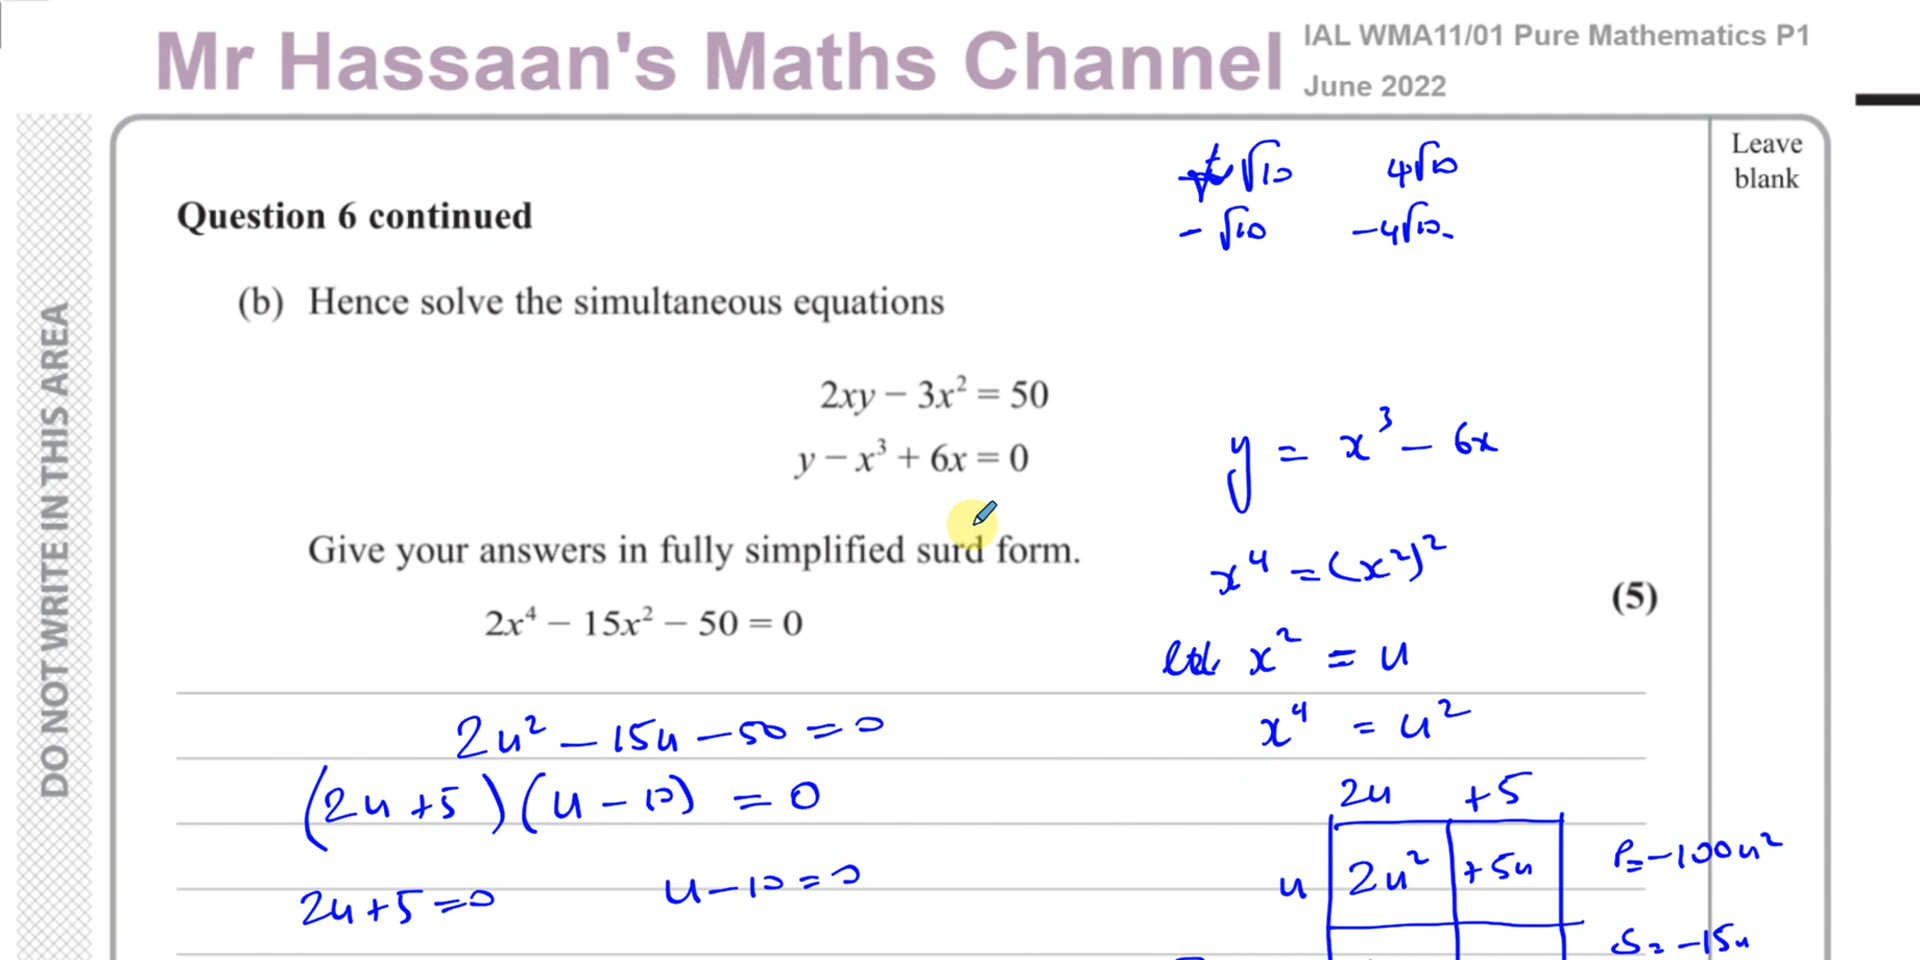 Mr Hassaan's Maths Channel
IAL WMA11/01 Pure Mathematics P1
June 2022
Leave
blank
DO NOT WRITE IN THIS AREA
√10 4√10
-√10 -4√10
Question 6 continued
(b) Hence solve the simultaneous equations
2xy − 3x² = 50
y − x³ + 6x = 0
y = x³ − 6x
Give your answers in fully simplified surd form.
x⁴ = (x²)²
(5)
2x⁴ − 15x² − 50 = 0
let x² = u
x⁴ = u²
2u² − 15u − 50 = 0
(2u + 5)(u − 10) = 0
2u + 5 = 0 u − 10 = 0
2u +5
u 2u² +5u
P = −100u²
S = −15u